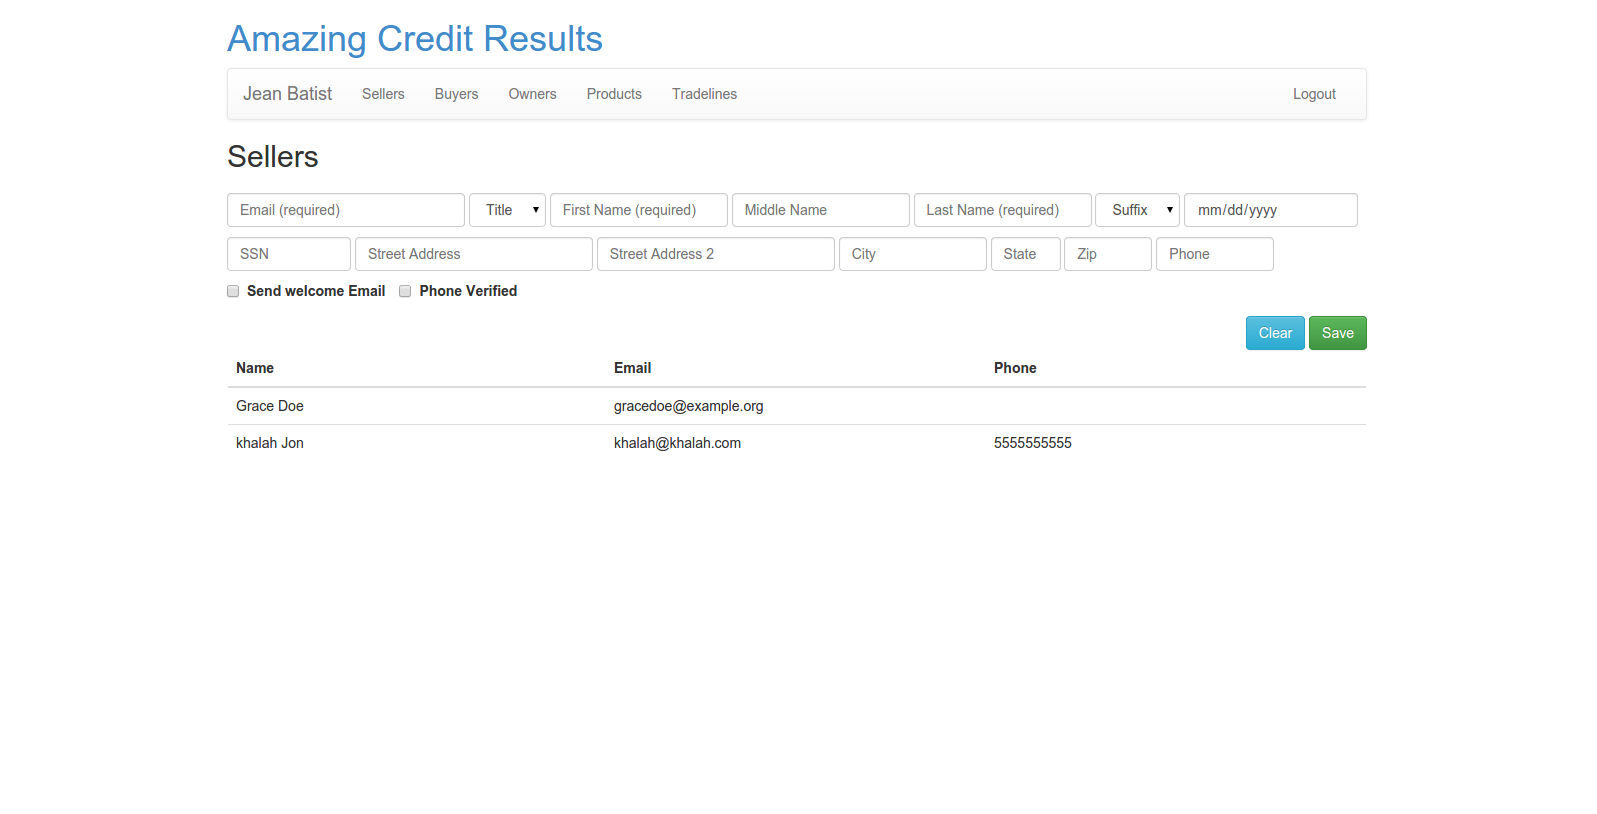 Amazing Credit Results
Jean Batist Sellers Buyers Owners Products Tradelines Logout
Sellers
Email (required) Title First Name (required) Middle Name Last Name (required) Suffix mm/dd/yyyy
SSN Street Address Street Address 2 City State Zip Phone
Send welcome Email Phone Verified
Clear Save
Name Email Phone
Grace Doe gracedoe@example.org
khalah Jon khalah@khalah.com 5555555555